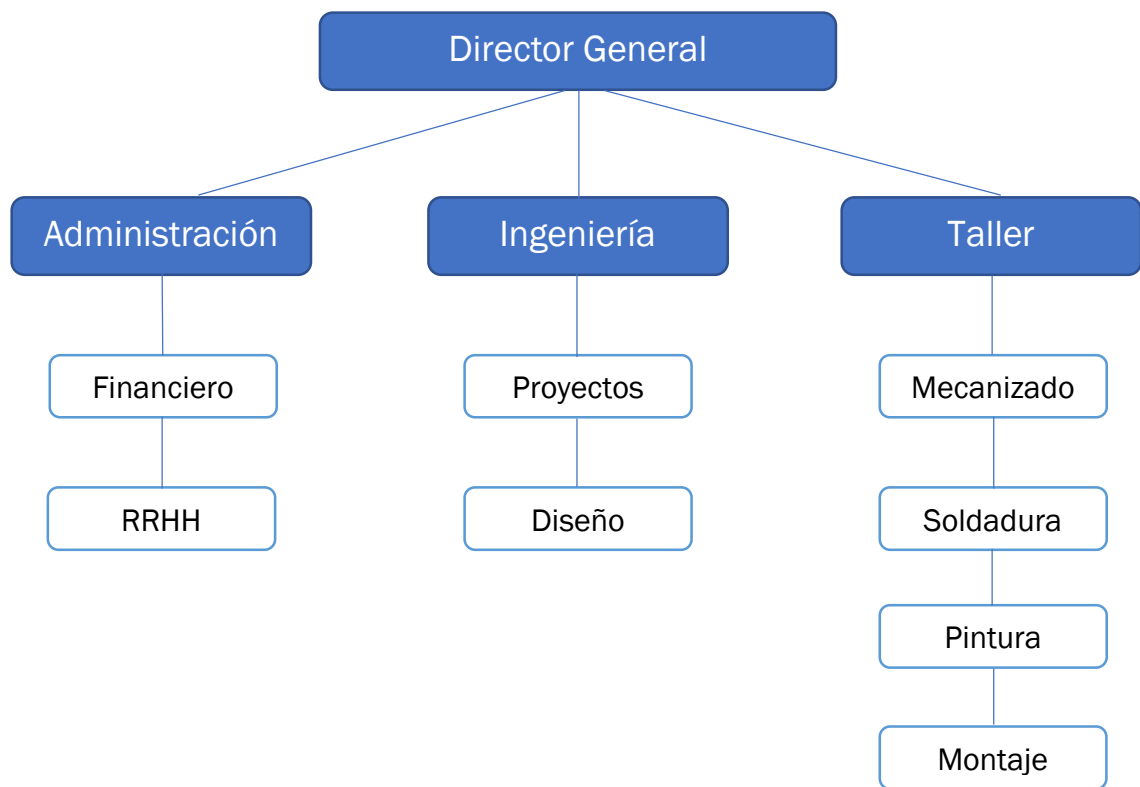 Director General
Administración
Ingeniería
Taller
Financiero
Proyectos
Mecanizado
RRHH
Diseño
Soldadura
Pintura
Montaje